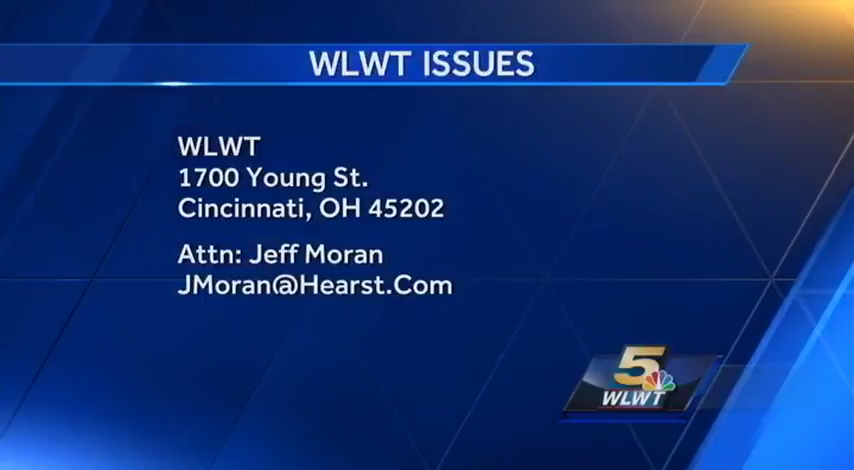 WLWT ISSUES
WLWT
1700 Young St.
Cincinnati, OH 45202
Attn: Jeff Moran
JMoran@Hearst.Com
5
WLWT